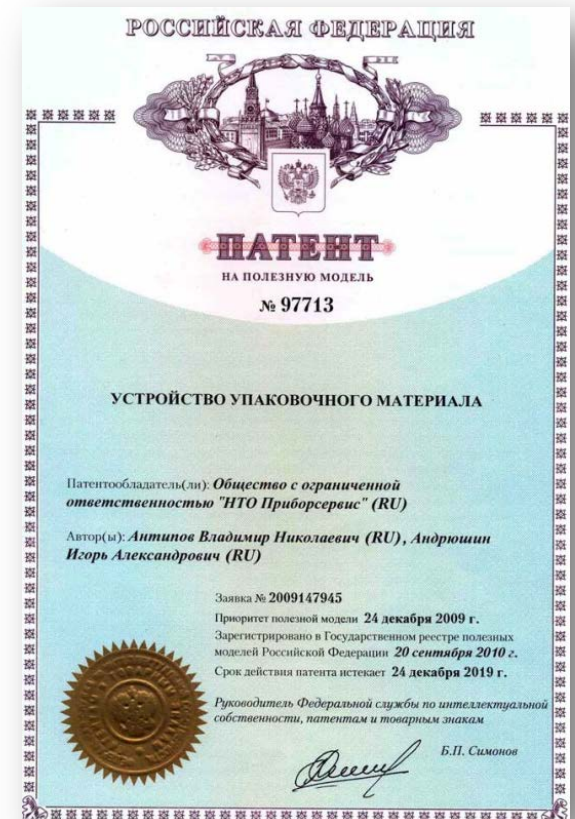 РОССИЙСКАЯ ФЕДЕРАЦИЯ
ПАТЕНТ
НА ПОЛЕЗНУЮ МОДЕЛЬ
№ 97713
УСТРОЙСТВО УПАКОВОЧНОГО МАТЕРИАЛА
Патентообладатель(ли): Общество с ограниченной
ответственностью "НТО Приборсервис" (RU)
Автор(ы): Антипов Владимир Николаевич (RU), Андрюшин
Игорь Александрович (RU)
Заявка № 2009147945
Приоритет полезной модели 24 декабря 2009 г.
Зарегистрировано в Государственном реестре полезных
моделей Российской Федерации 20 сентября 2010 г.
Срок действия патента истекает 24 декабря 2019 г.
Руководитель Федеральной службы по интеллектуальной
собственности, патентам и товарным знакам
Б.П. Симонов